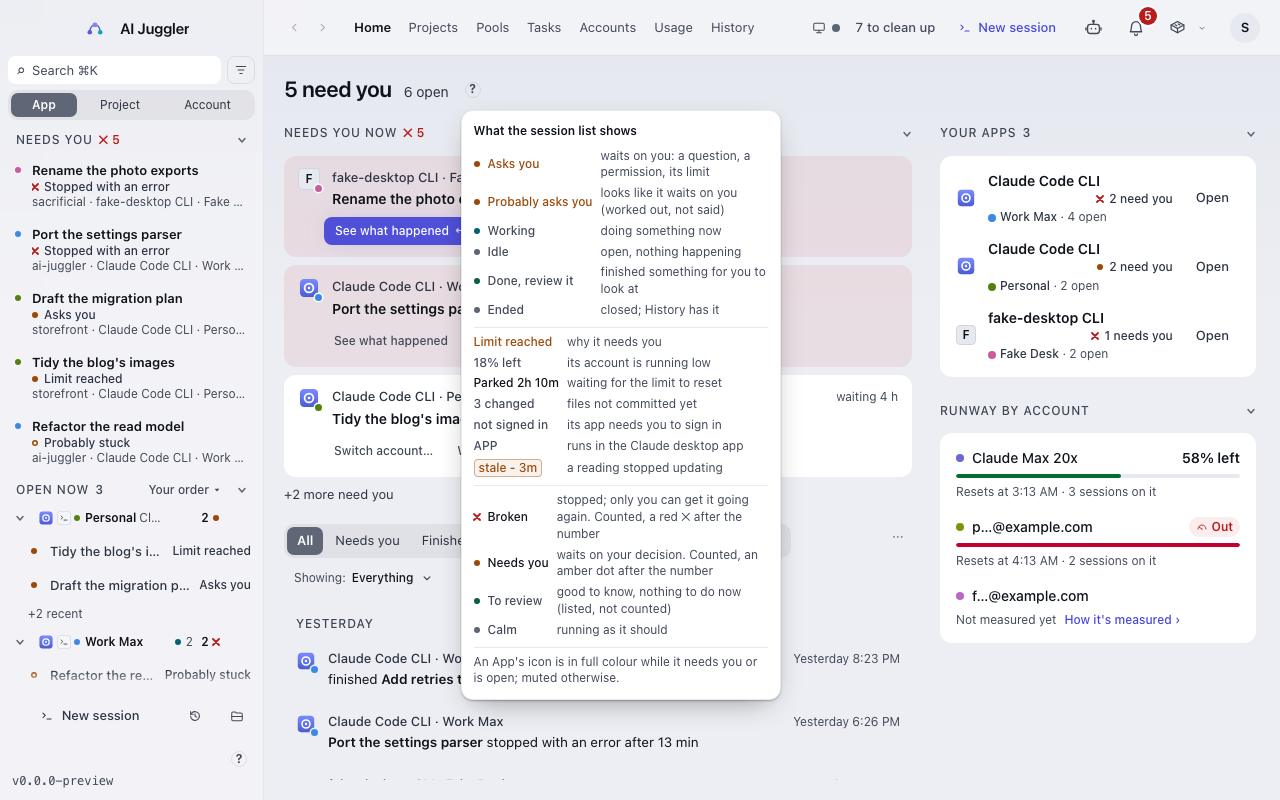 AI Juggler
Search ⌘K
App Project Account
NEEDS YOU 5
Rename the photo exports
Stopped with an error
sacrificial · fake-desktop CLI · Fake ...
Port the settings parser
Stopped with an error
ai-juggler · Claude Code CLI · Work ...
Draft the migration plan
Asks you
storefront · Claude Code CLI · Perso...
Tidy the blog's images
Limit reached
storefront · Claude Code CLI · Perso...
Refactor the read model
Probably stuck
ai-juggler · Claude Code CLI · Work ...
OPEN NOW 3 Your order
Personal Cl... 2
Tidy the blog's i... Limit reached
Draft the migration p... Asks you
+2 recent
Work Max 2 2
Refactor the re... Probably stuck
New session
?
v0.0.0-preview
Home Projects Pools Tasks Accounts Usage History
7 to clean up New session 5 S
5 need you 6 open ?
NEEDS YOU NOW 5
F fake-desktop CLI · Fa
Rename the photo
See what happened
Claude Code CLI · Wo
Port the settings pa
See what happened
Claude Code CLI · Pe waiting 4 h
Tidy the blog's ima
Switch account...
+2 more need you
All Needs you Finishe
...
Showing: Everything
YESTERDAY
Claude Code CLI · Wo Yesterday 8:23 PM
finished Add retries t
Claude Code CLI · Work Max Yesterday 6:26 PM
Port the settings parser stopped with an error after 13 min
What the session list shows
Asks you waits on you: a question, a
permission, its limit
Probably asks you looks like it waits on you
(worked out, not said)
Working doing something now
Idle open, nothing happening
Done, review it finished something for you to
look at
Ended closed; History has it
Limit reached why it needs you
18% left its account is running low
Parked 2h 10m waiting for the limit to reset
3 changed files not committed yet
not signed in its app needs you to sign in
APP runs in the Claude desktop app
stale - 3m a reading stopped updating
Broken stopped; only you can get it going
again. Counted, a red ✕ after the
number
Needs you waits on your decision. Counted, an
amber dot after the number
To review good to know, nothing to do now
(listed, not counted)
Calm running as it should
An App's icon is in full colour while it needs you or
is open; muted otherwise.
YOUR APPS 3
Claude Code CLI
2 need you Open
Work Max · 4 open
Claude Code CLI
2 need you Open
Personal · 2 open
F fake-desktop CLI
1 needs you Open
Fake Desk · 2 open
RUNWAY BY ACCOUNT
Claude Max 20x 58% left
Resets at 3:13 AM · 3 sessions on it
p...@example.com Out
Resets at 4:13 AM · 2 sessions on it
f...@example.com
Not measured yet How it's measured ›